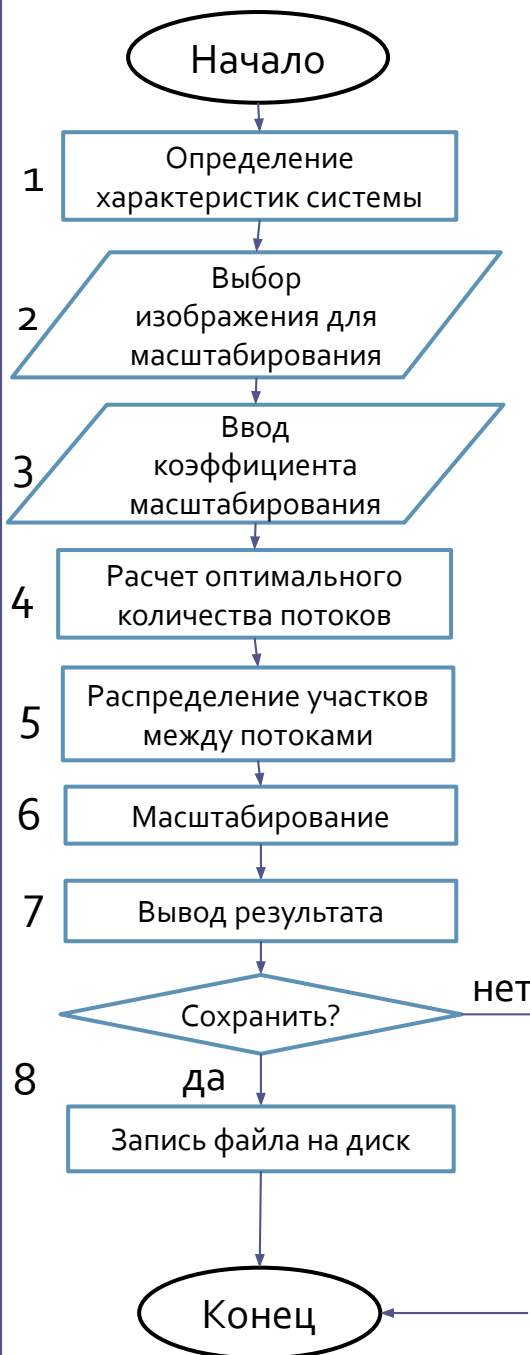 Начало
1
Определение
характеристик системы
2
Выбор
изображения для
масштабирования
3
Ввод
коэффициента
масштабирования
4
Расчет оптимального
количества потоков
5
Распределение участков
между потоками
6
Масштабирование
7
Вывод результата
Сохранить?
нет
8
да
Запись файла на диск
Конец